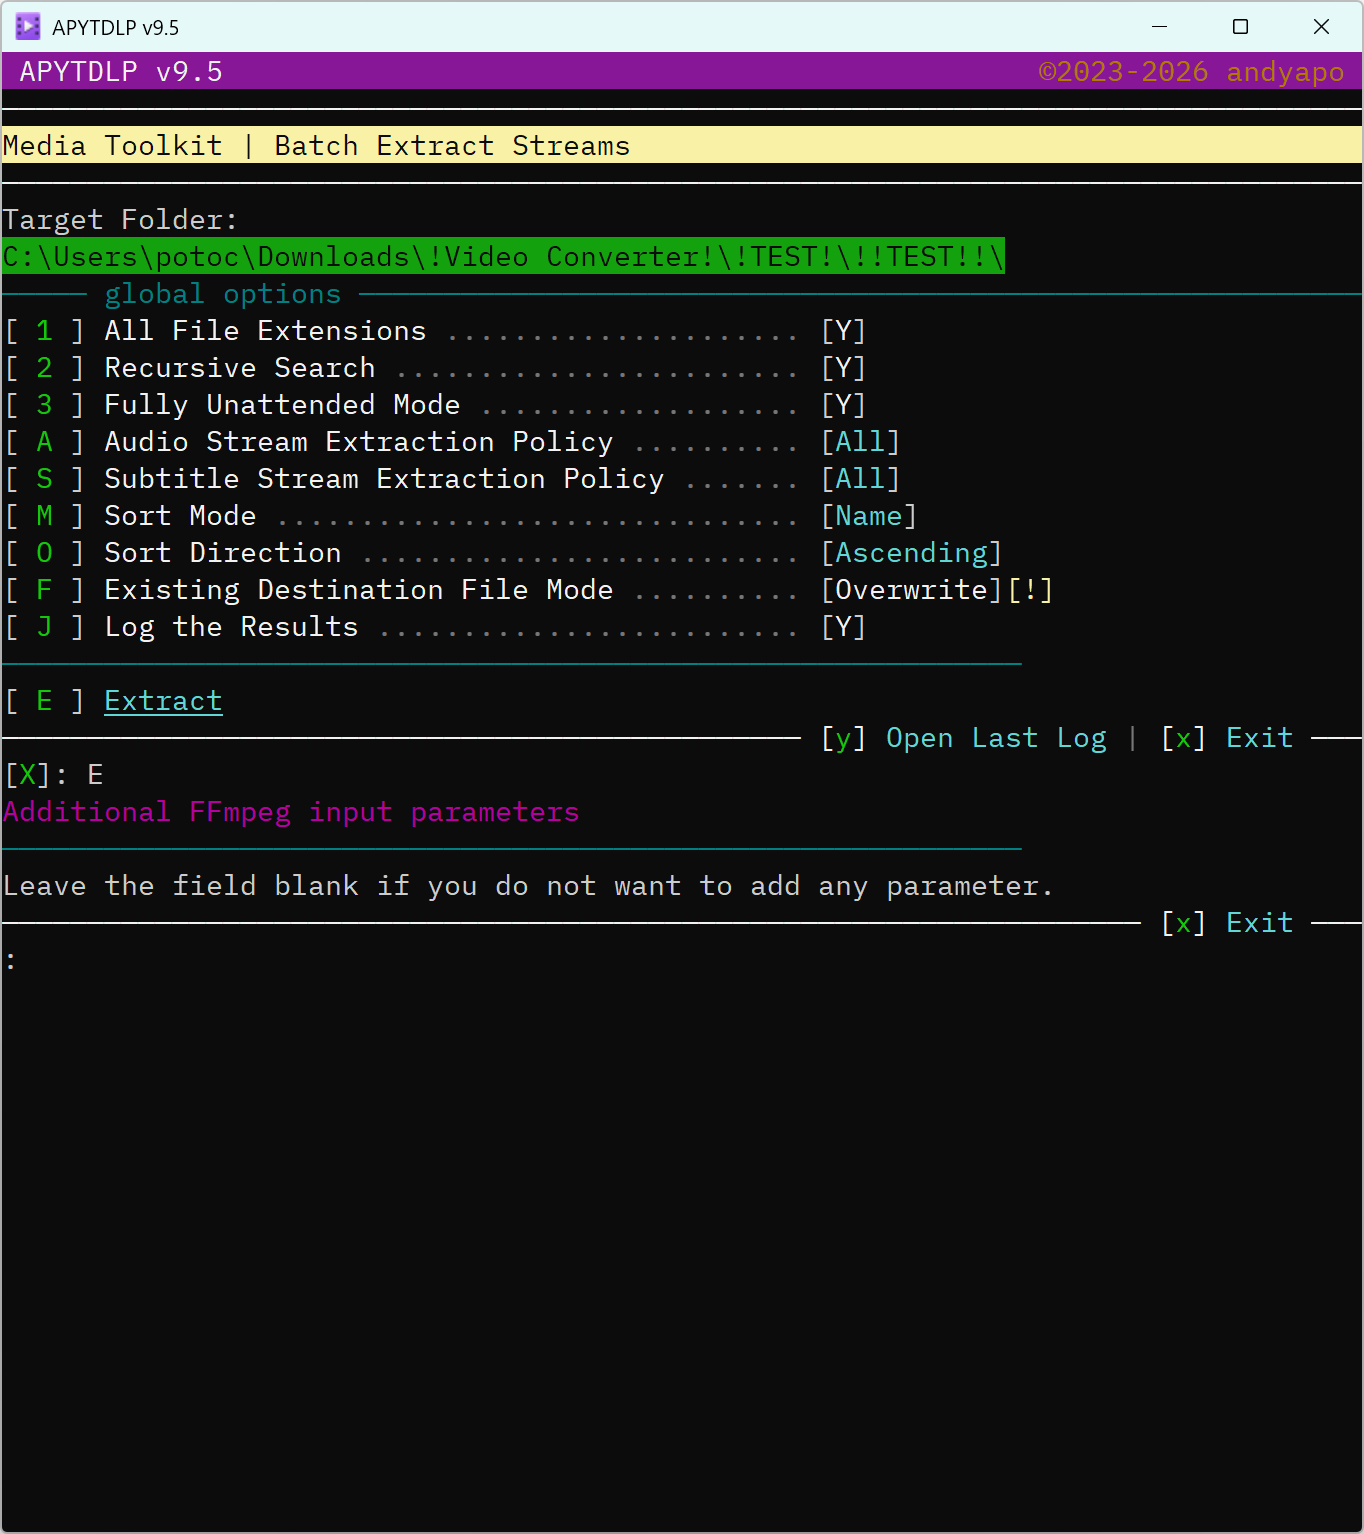 APYTDLP v9.5
APYTDLP v9.5 ©2023-2026 andyapo
Media Toolkit | Batch Extract Streams
Target Folder:
C:\Users\potoc\Downloads\!Video Converter!\!TEST!\!!TEST!!\
global options
[ 1 ] All File Extensions ..................... [Y]
[ 2 ] Recursive Search ........................ [Y]
[ 3 ] Fully Unattended Mode ................... [Y]
[ A ] Audio Stream Extraction Policy .......... [All]
[ S ] Subtitle Stream Extraction Policy ....... [All]
[ M ] Sort Mode ............................... [Name]
[ O ] Sort Direction .......................... [Ascending]
[ F ] Existing Destination File Mode .......... [Overwrite][!]
[ J ] Log the Results ......................... [Y]
[ E ] Extract
[y] Open Last Log | [x] Exit
[X]: E
Additional FFmpeg input parameters
Leave the field blank if you do not want to add any parameter.
[x] Exit
: